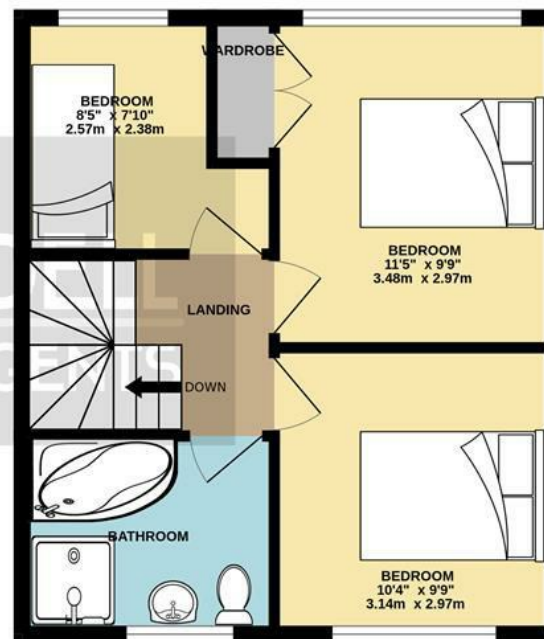 WARDROBE
BEDROOM
8'5" x 7'10"
2.57m x 2.38m
BEDROOM
11'5" x 9'9"
3.48m x 2.97m
LANDING
DOWN
AGENTS
BATHROOM
BEDROOM
10'4" x 9'9"
3.14m x 2.97m